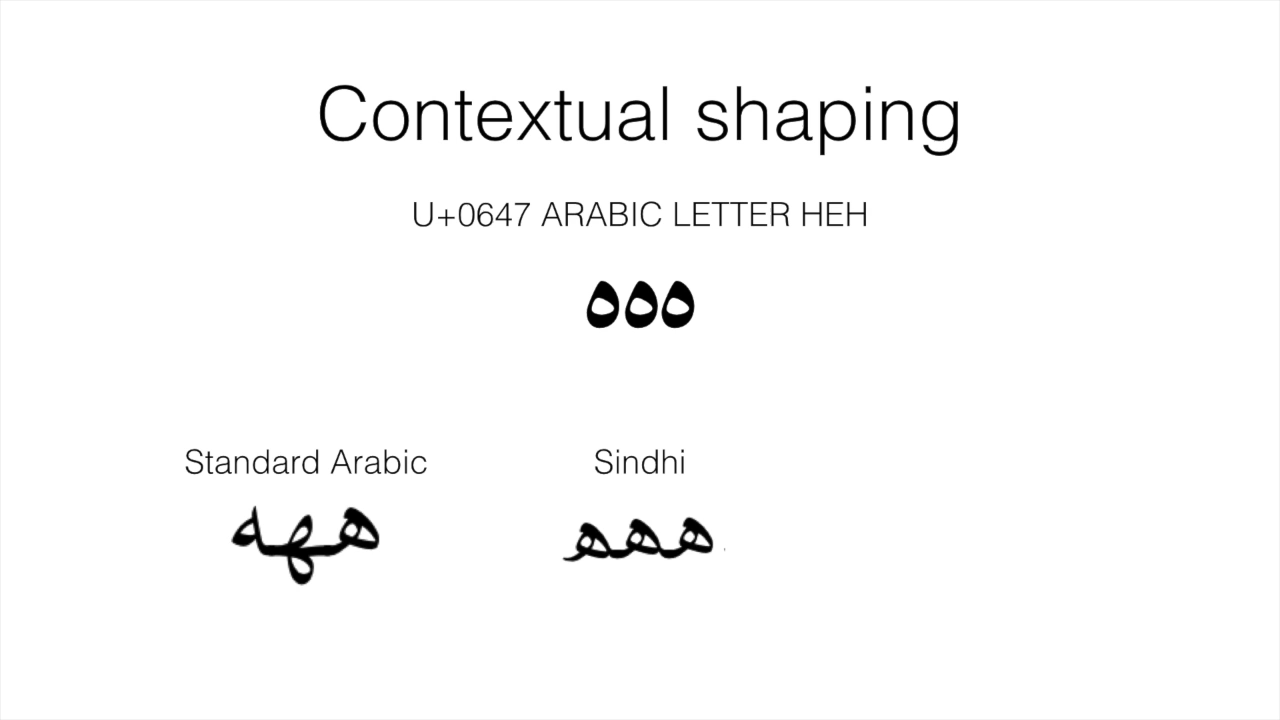 Contextual shaping
U+0647 ARABIC LETTER HEH
ه‌ه‌ه
Standard Arabic
ههه
Sindhi
ههه